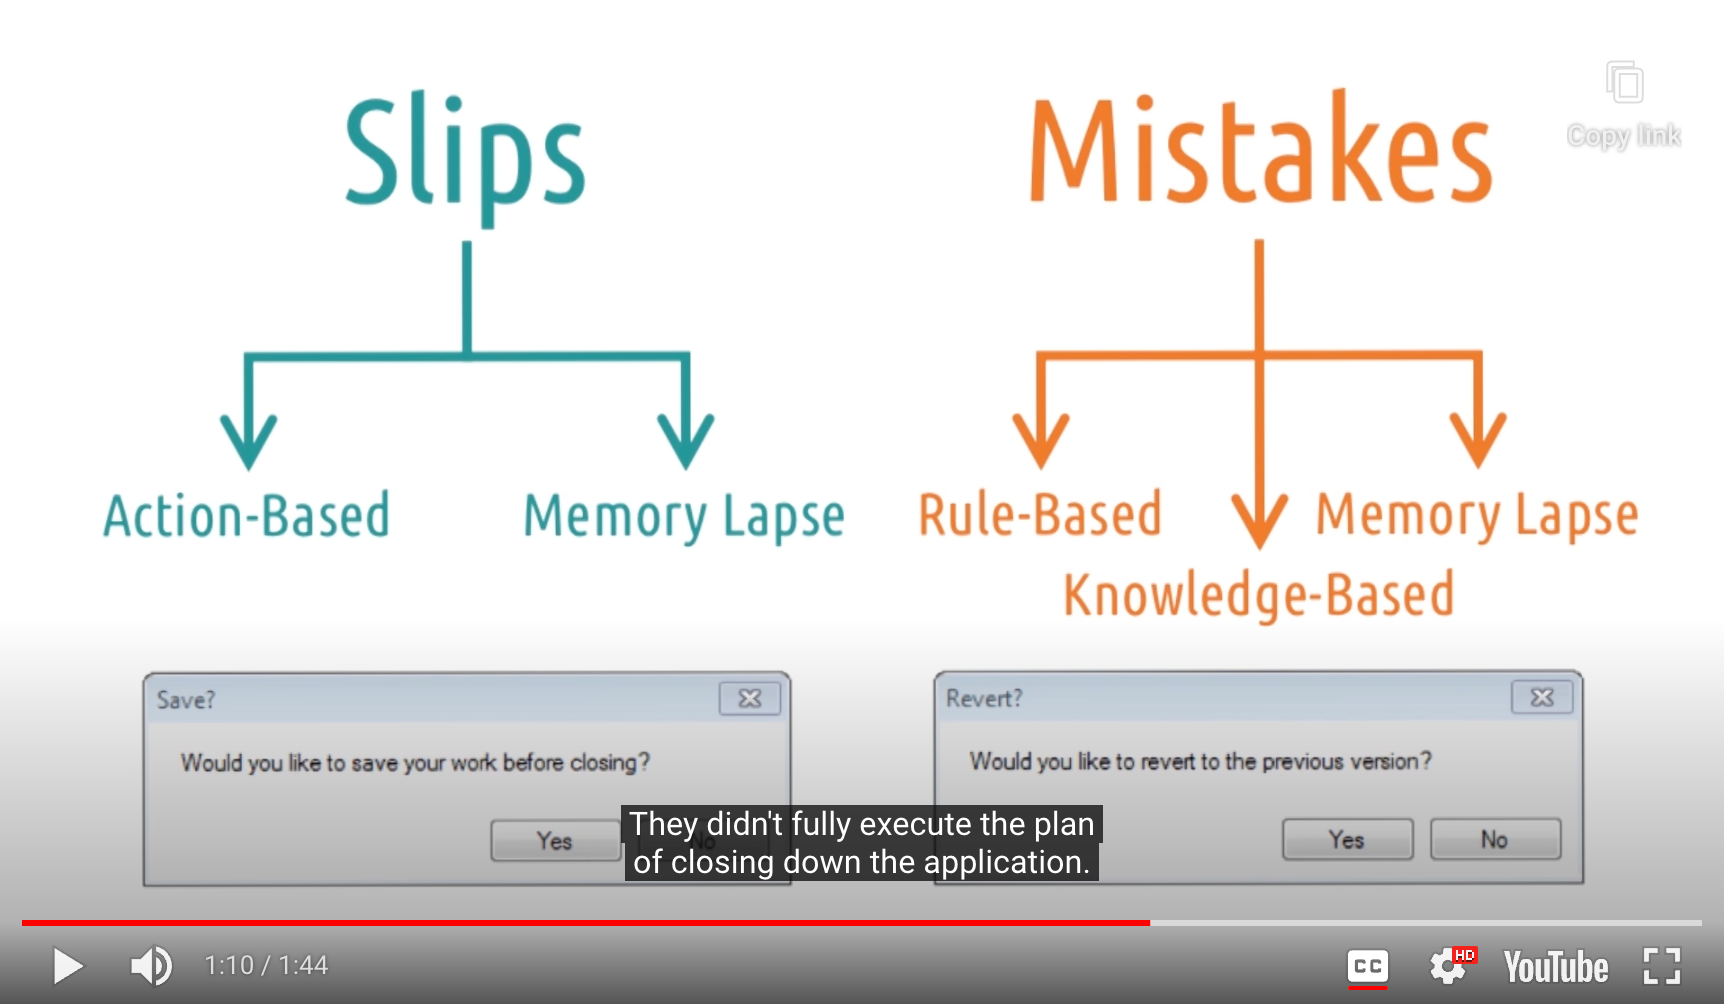 Slips
Mistakes
Copy link
Action-Based
Memory Lapse
Rule-Based
Memory Lapse
Knowledge-Based
Save?
Would you like to save your work before closing?
Yes
No
Revert?
Would you like to revert to the previous version?
Yes
No
They didn't fully execute the plan
of closing down the application.
1:10 / 1:44
CC
HD
YouTube